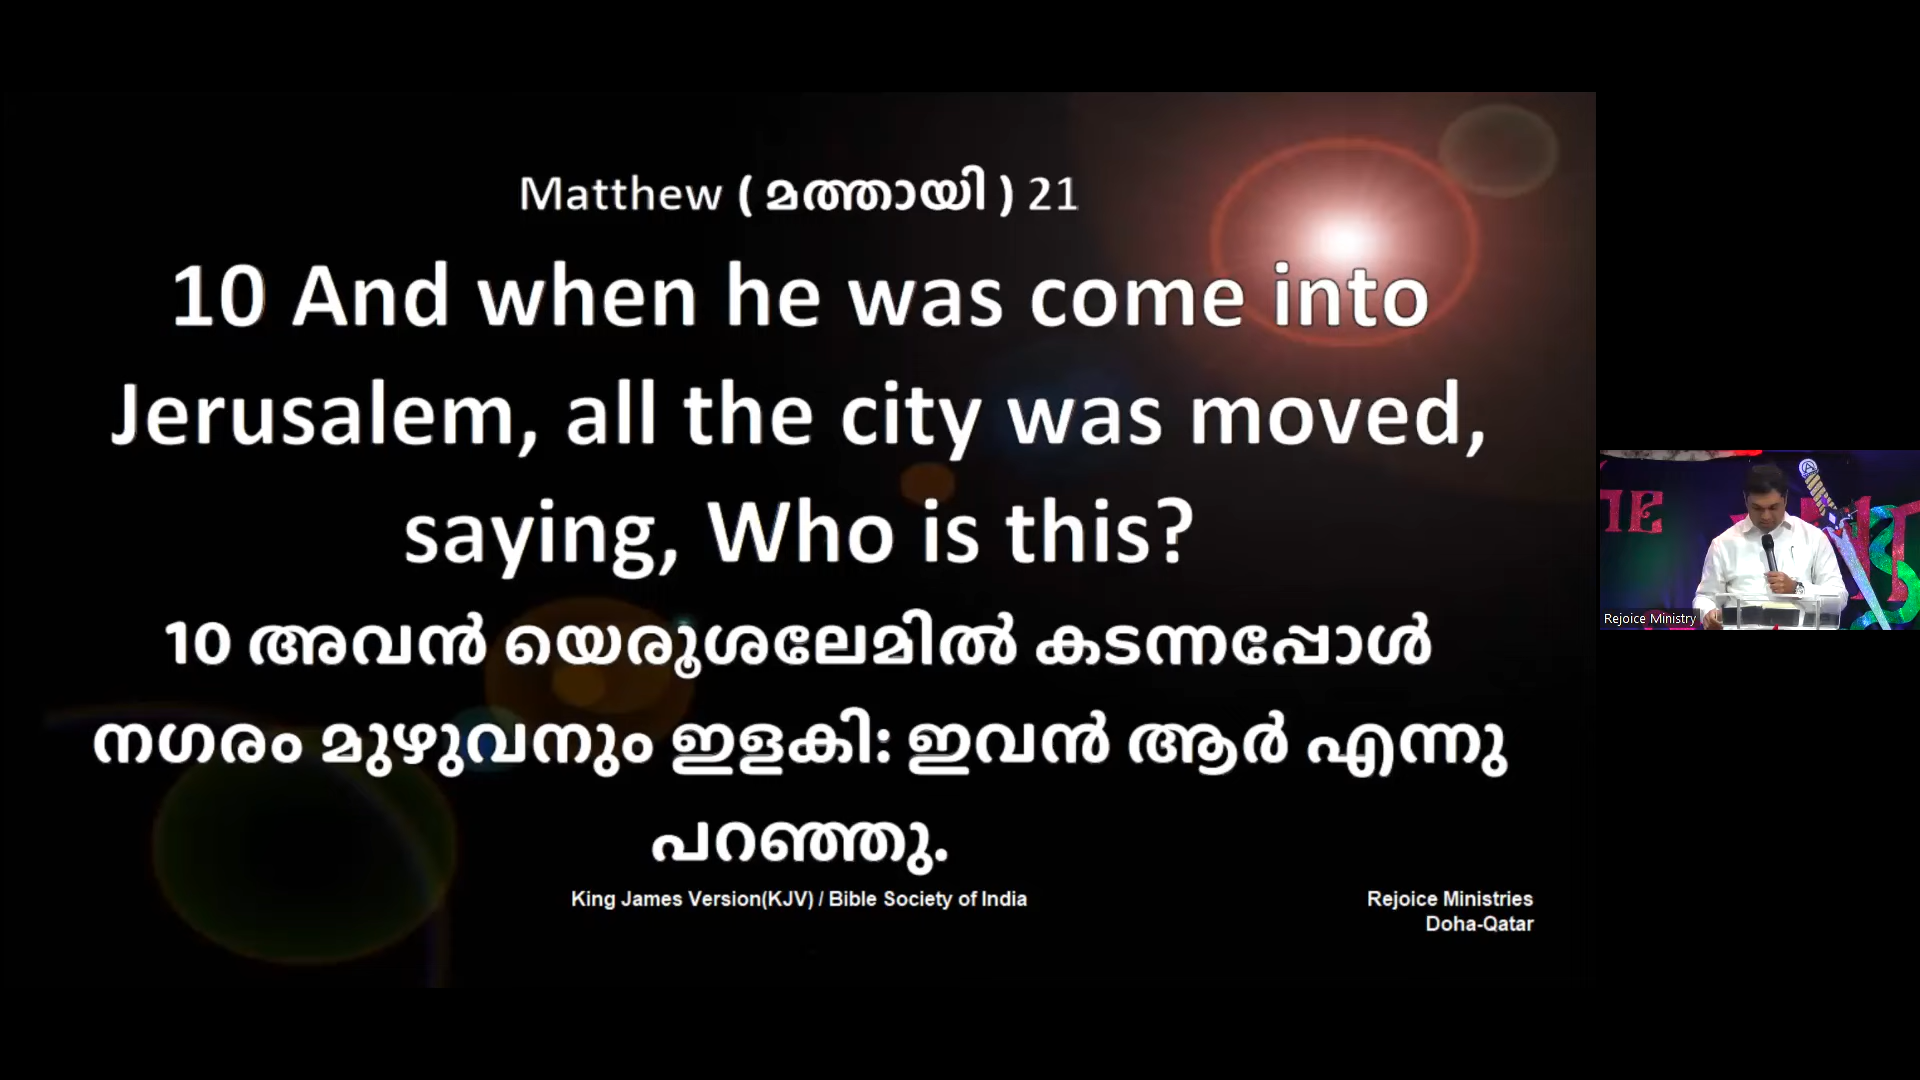 Matthew ( മത്തായി ) 21
10 And when he was come into
Jerusalem, all the city was moved,
saying, Who is this?
10 അവൻ യെരൂശലേമിൽ കടന്നപ്പോൾ
നഗരം മുഴുവനും ഇളകി: ഇവൻ ആർ എന്നു
പറഞ്ഞു.
King James Version(KJV) / Bible Society of India
Rejoice Ministries
Doha-Qatar
Rejoice Ministry